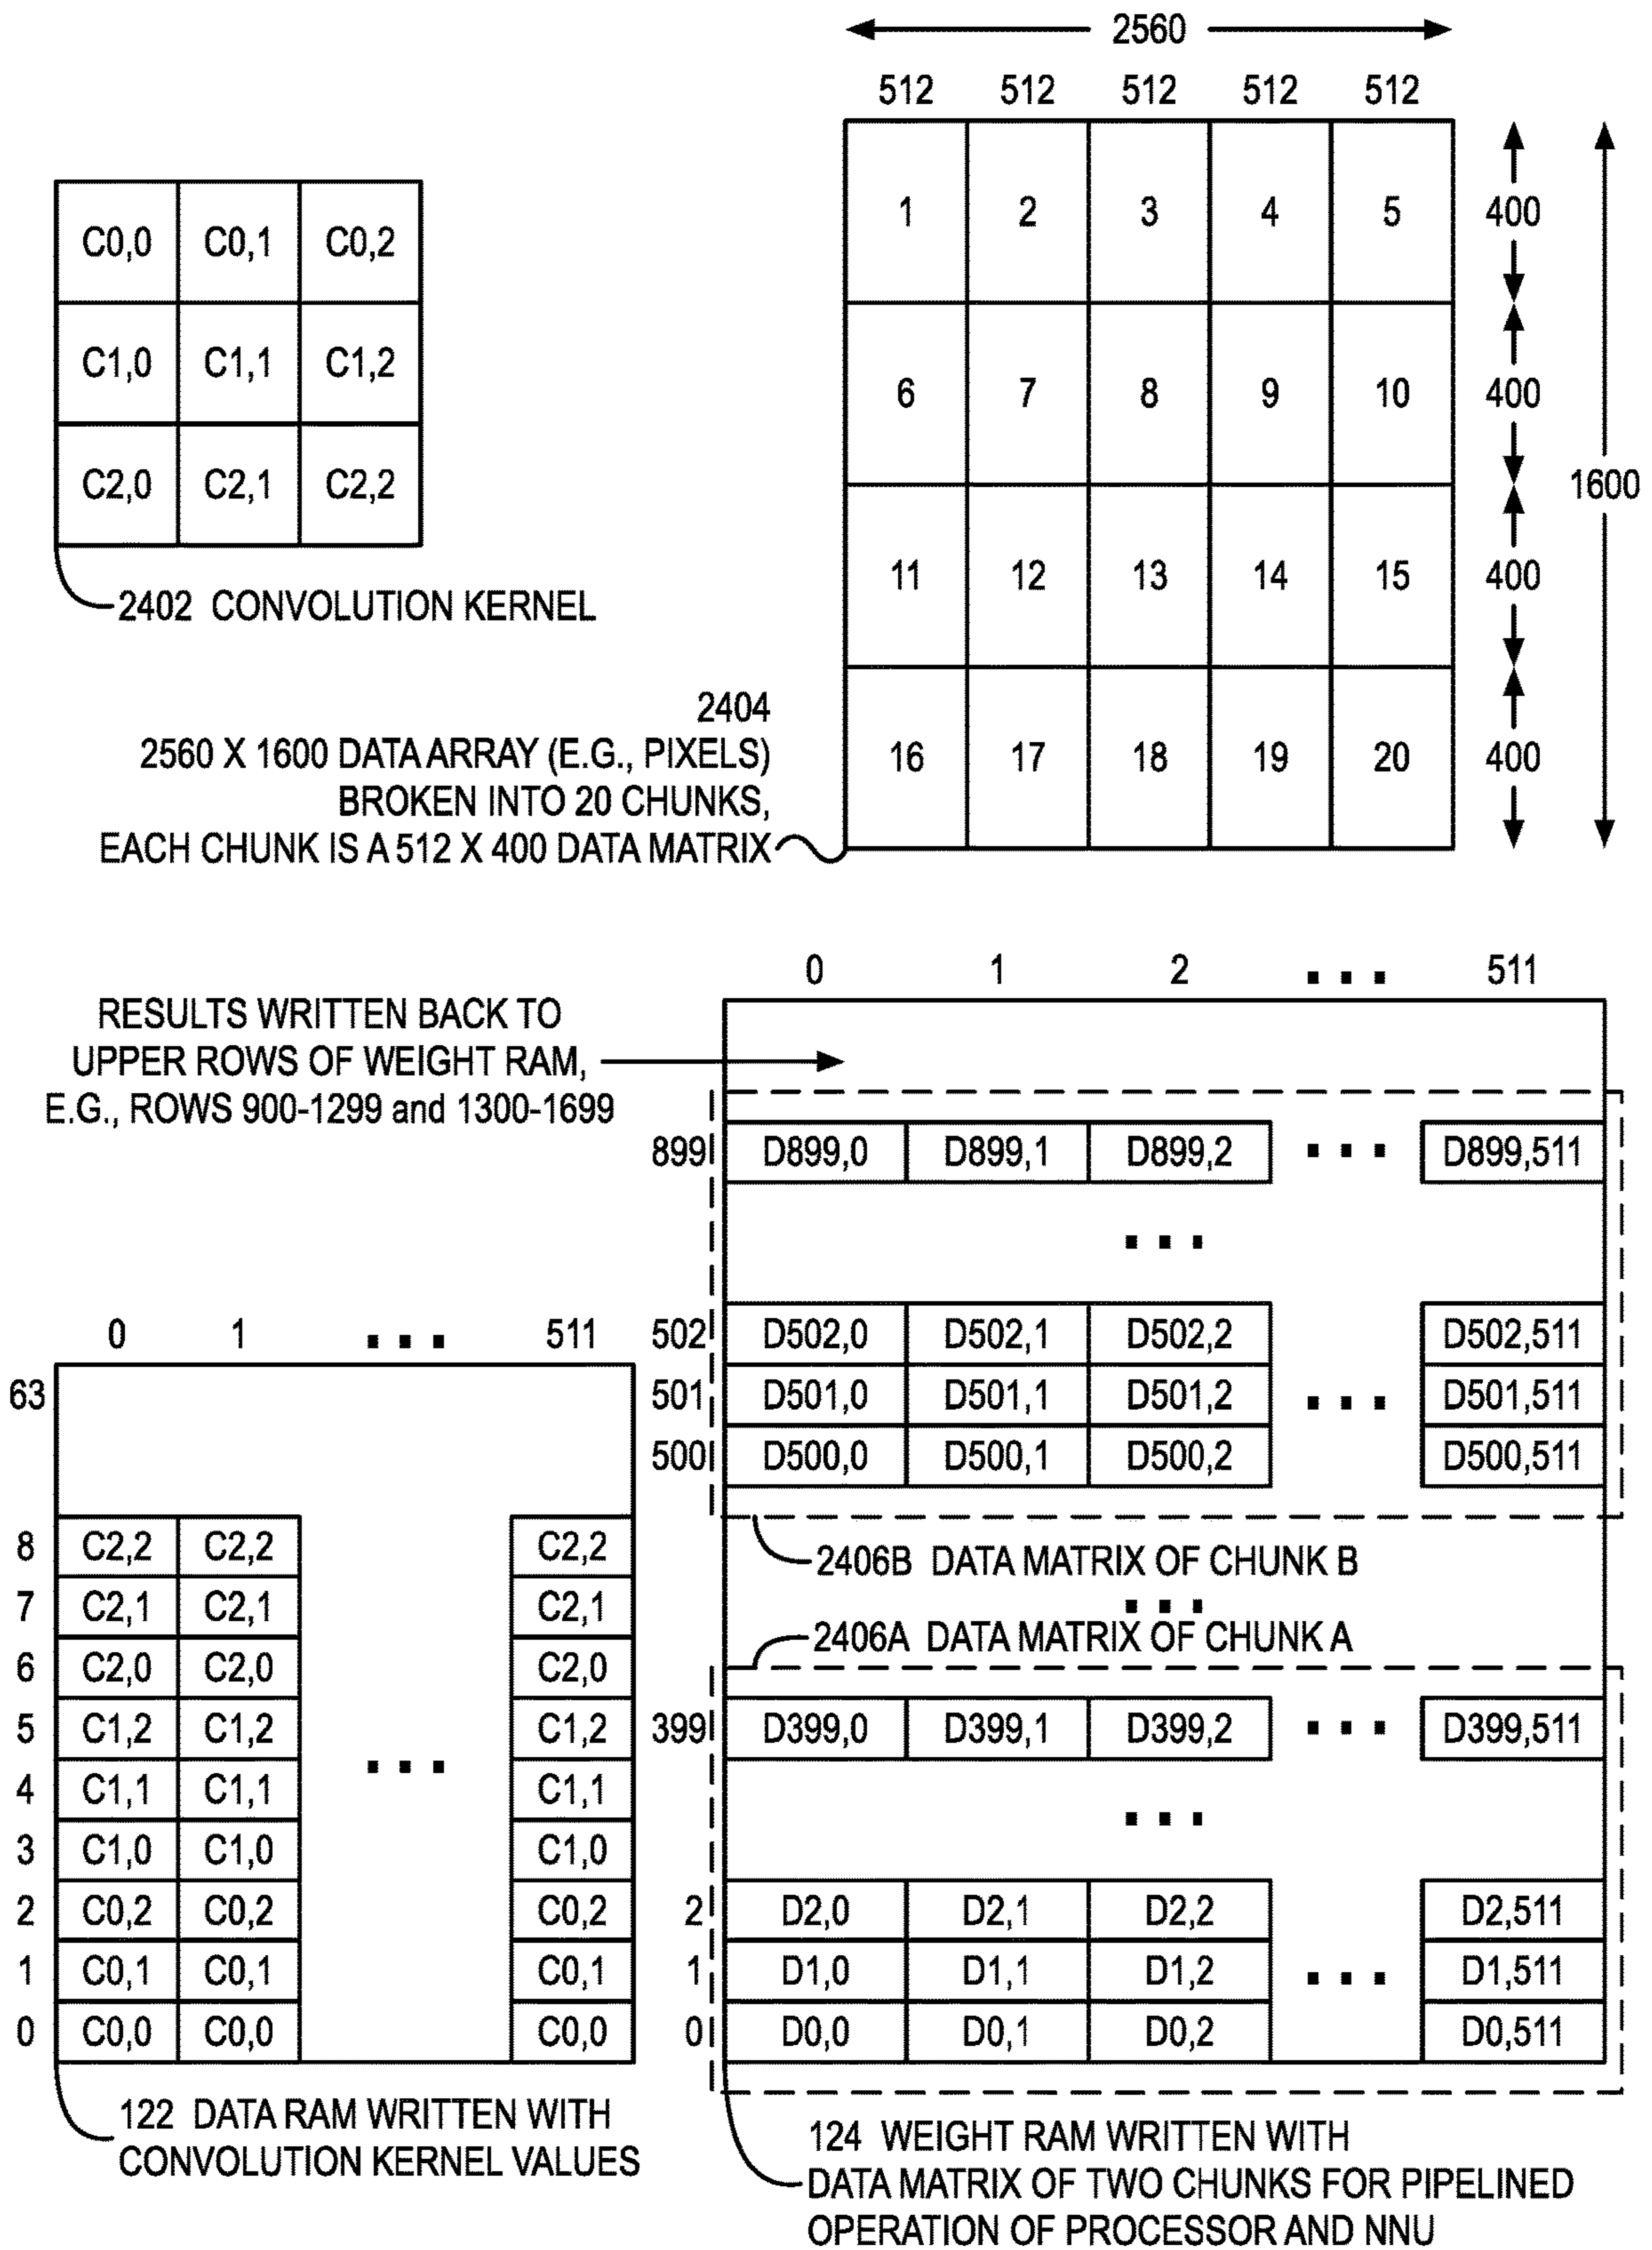 2560
512 512 512 512 512
1 2 3 4 5 400
6 7 8 9 10 400
1600
11 12 13 14 15 400
16 17 18 19 20 400
C0,0 C0,1 C0,2
C1,0 C1,1 C1,2
C2,0 C2,1 C2,2
2402 CONVOLUTION KERNEL
2404
2560 X 1600 DATA ARRAY (E.G., PIXELS)
BROKEN INTO 20 CHUNKS,
EACH CHUNK IS A 512 X 400 DATA MATRIX
RESULTS WRITTEN BACK TO
UPPER ROWS OF WEIGHT RAM,
E.G., ROWS 900-1299 and 1300-1699
0 1 2 ... 511
899 D899,0 D899,1 D899,2 ... D899,511
...
502 D502,0 D502,1 D502,2 D502,511
501 D501,0 D501,1 D501,2 ... D501,511
500 D500,0 D500,1 D500,2 D500,511
2406B DATA MATRIX OF CHUNK B
...
2406A DATA MATRIX OF CHUNK A
399 D399,0 D399,1 D399,2 ... D399,511
...
2 D2,0 D2,1 D2,2 D2,511
1 D1,0 D1,1 D1,2 ... D1,511
0 D0,0 D0,1 D0,2 D0,511
124 WEIGHT RAM WRITTEN WITH
DATA MATRIX OF TWO CHUNKS FOR PIPELINED
OPERATION OF PROCESSOR AND NNU
0 1 ... 511
63
8 C2,2 C2,2 C2,2
7 C2,1 C2,1 C2,1
6 C2,0 C2,0 C2,0
5 C1,2 C1,2 C1,2
...
4 C1,1 C1,1 C1,1
3 C1,0 C1,0 C1,0
2 C0,2 C0,2 C0,2
1 C0,1 C0,1 C0,1
0 C0,0 C0,0 C0,0
122 DATA RAM WRITTEN WITH
CONVOLUTION KERNEL VALUES